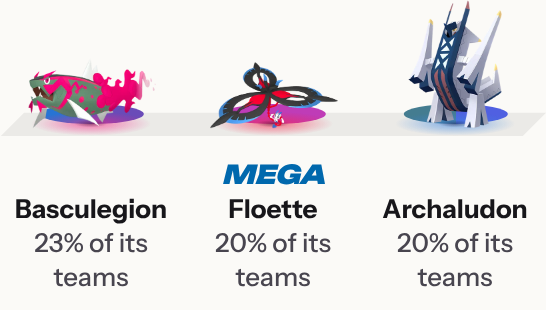 MEGA
Basculegion
Floette
Archaludon
23% of its
teams
20% of its
teams
20% of its
teams